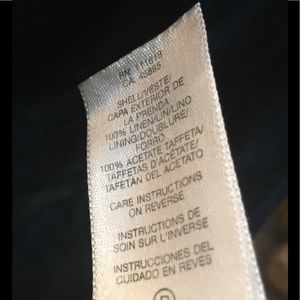 RN: 111619
CA: 45885
SHELL/VESTE/
CAPA EXTERIOR DE
LA PRENDA
100% LINEN/LIN/LINO
LINING/DOUBLURE/
FORRO
100% ACETATE TAFFETA/
TAFFETAS D'ACETATE/
TAFETÁN DEL ACETATO
CARE INSTRUCTIONS
ON REVERSE
INSTRUCTIONS DE
SOIN SUR L'INVERSE
INSTRUCCIONES DEL
CUIDADO EN REVES
P